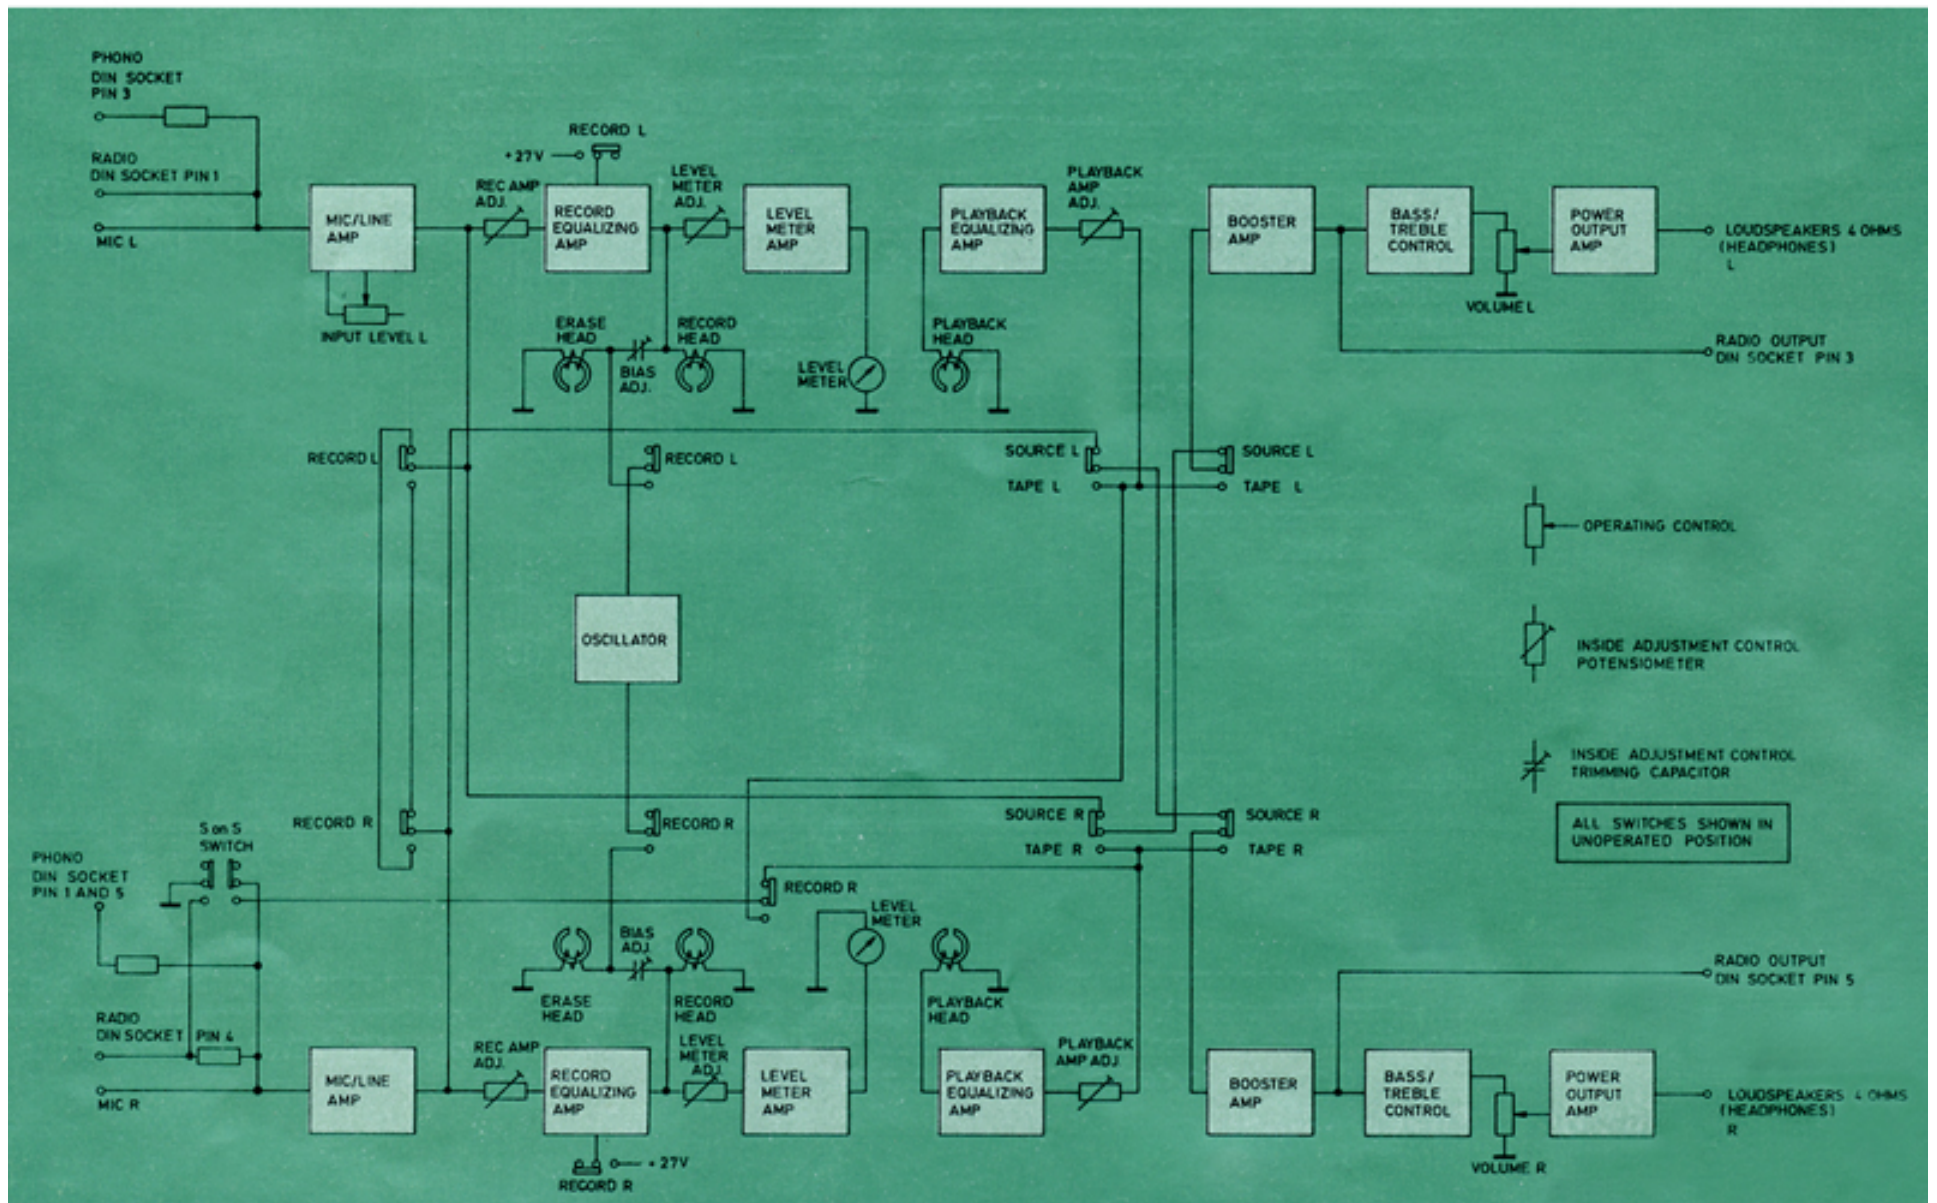 PHONO
DIN SOCKET
PIN 3
RADIO
DIN SOCKET PIN 1
MIC L
MIC/LINE
AMP
INPUT LEVEL L
REC AMP
ADJ.
+27V
RECORD L
RECORD
EQUALIZING
AMP
LEVEL
METER
ADJ.
LEVEL
METER
AMP
PLAYBACK
EQUALIZING
AMP
PLAYBACK
AMP
ADJ.
BOOSTER
AMP
BASS/
TREBLE
CONTROL
VOLUME L
POWER
OUTPUT
AMP
LOUDSPEAKERS 4 OHMS
(HEADPHONES)
L
ERASE
HEAD
BIAS
ADJ.
RECORD
HEAD
LEVEL
METER
PLAYBACK
HEAD
RADIO OUTPUT
DIN SOCKET PIN 3
RECORD L
RECORD L
SOURCE L
TAPE L
SOURCE L
TAPE L
OPERATING CONTROL
OSCILLATOR
INSIDE ADJUSTMENT CONTROL
POTENSIOMETER
INSIDE ADJUSTMENT CONTROL
TRIMMING CAPACITOR
ALL SWITCHES SHOWN IN
UNOPERATED POSITION
RECORD R
RECORD R
SOURCE R
TAPE R
SOURCE R
TAPE R
S on S
SWITCH
PHONO
DIN SOCKET
PIN 1 AND 5
RECORD R
LEVEL
METER
BIAS
ADJ.
ERASE
HEAD
RECORD
HEAD
PLAYBACK
HEAD
RADIO OUTPUT
DIN SOCKET PIN 5
RADIO
DIN SOCKET PIN 4
MIC R
MIC/LINE
AMP
REC AMP
ADJ.
RECORD
EQUALIZING
AMP
+27V
RECORD R
LEVEL
METER
ADJ.
LEVEL
METER AMP
PLAYBACK
EQUALIZING
AMP
PLAYBACK
AMP ADJ.
BOOSTER
AMP
BASS/
TREBLE
CONTROL
VOLUME R
POWER
OUTPUT
AMP
LOUDSPEAKERS 4 OHMS
(HEADPHONES)
R